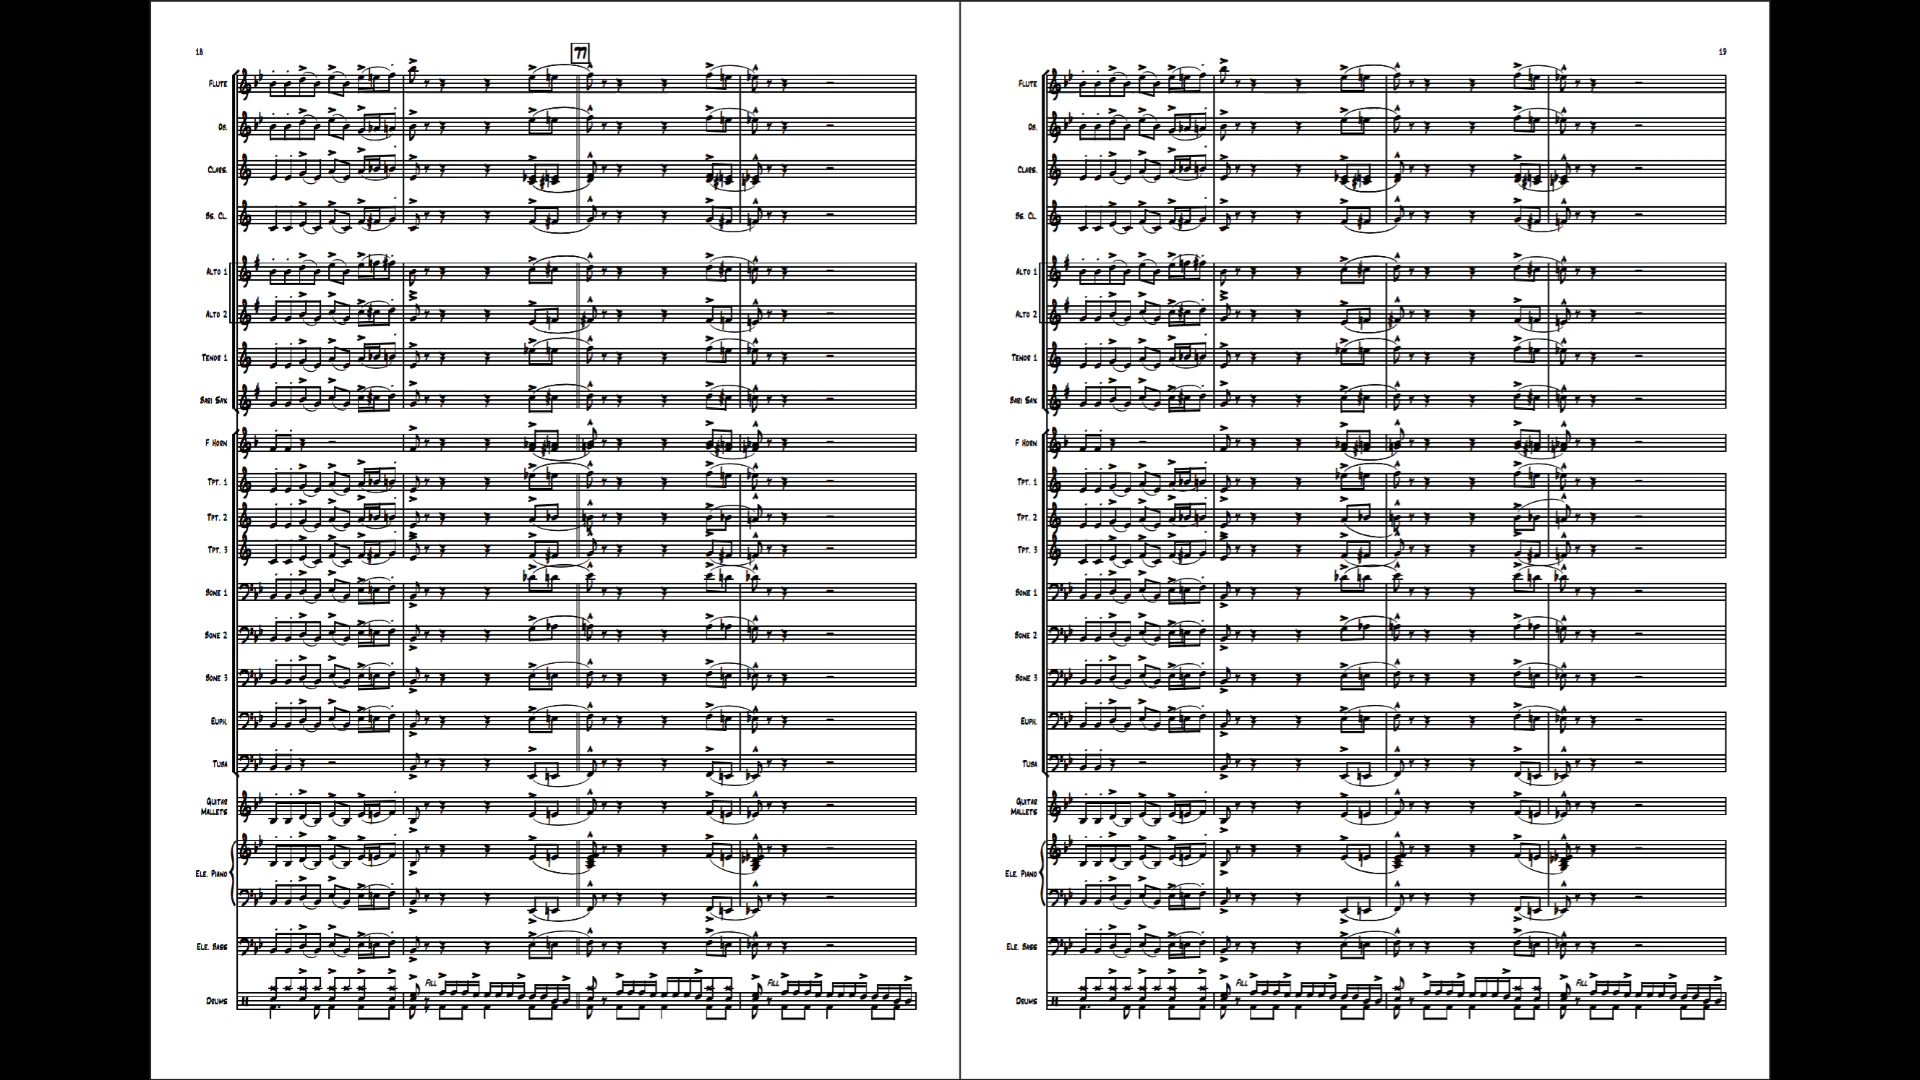 18
77
Flute
Ob.
Clars.
Bs. Cl.
Alto 1
Alto 2
Tenor 1
Bari Sax
F Horn
Tpt. 1
Tpt. 2
Tpt. 3
Bone 1
Bone 2
Bone 3
Euph.
Tuba
Guitar
Mallets
Ele. Piano
Ele. Bass
Fill
Fill
Drums
19
Flute
Ob.
Clars.
Bs. Cl.
Alto 1
Alto 2
Tenor 1
Bari Sax
F Horn
Tpt. 1
Tpt. 2
Tpt. 3
Bone 1
Bone 2
Bone 3
Euph.
Tuba
Guitar
Mallets
Ele. Piano
Ele. Bass
Fill
Fill
Drums